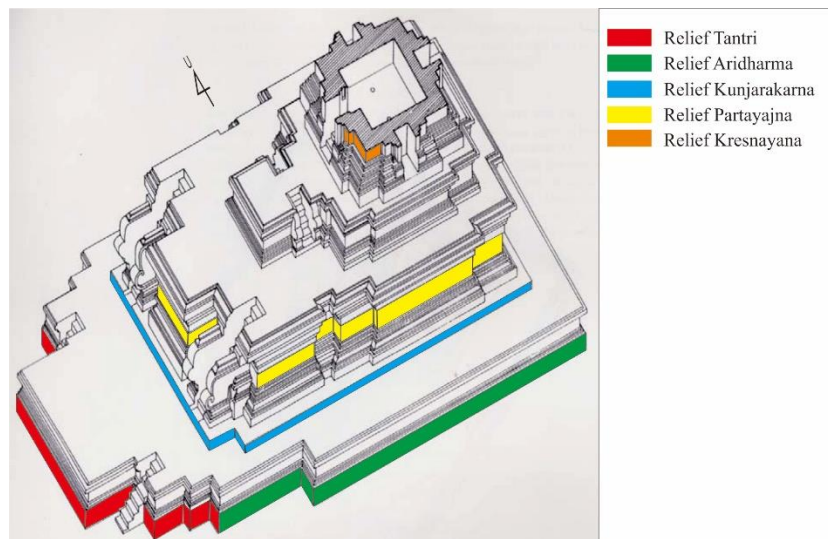 U
Relief Tantri
Relief Aridharma
Relief Kunjarakarna
Relief Partayajna
Relief Kresnayana